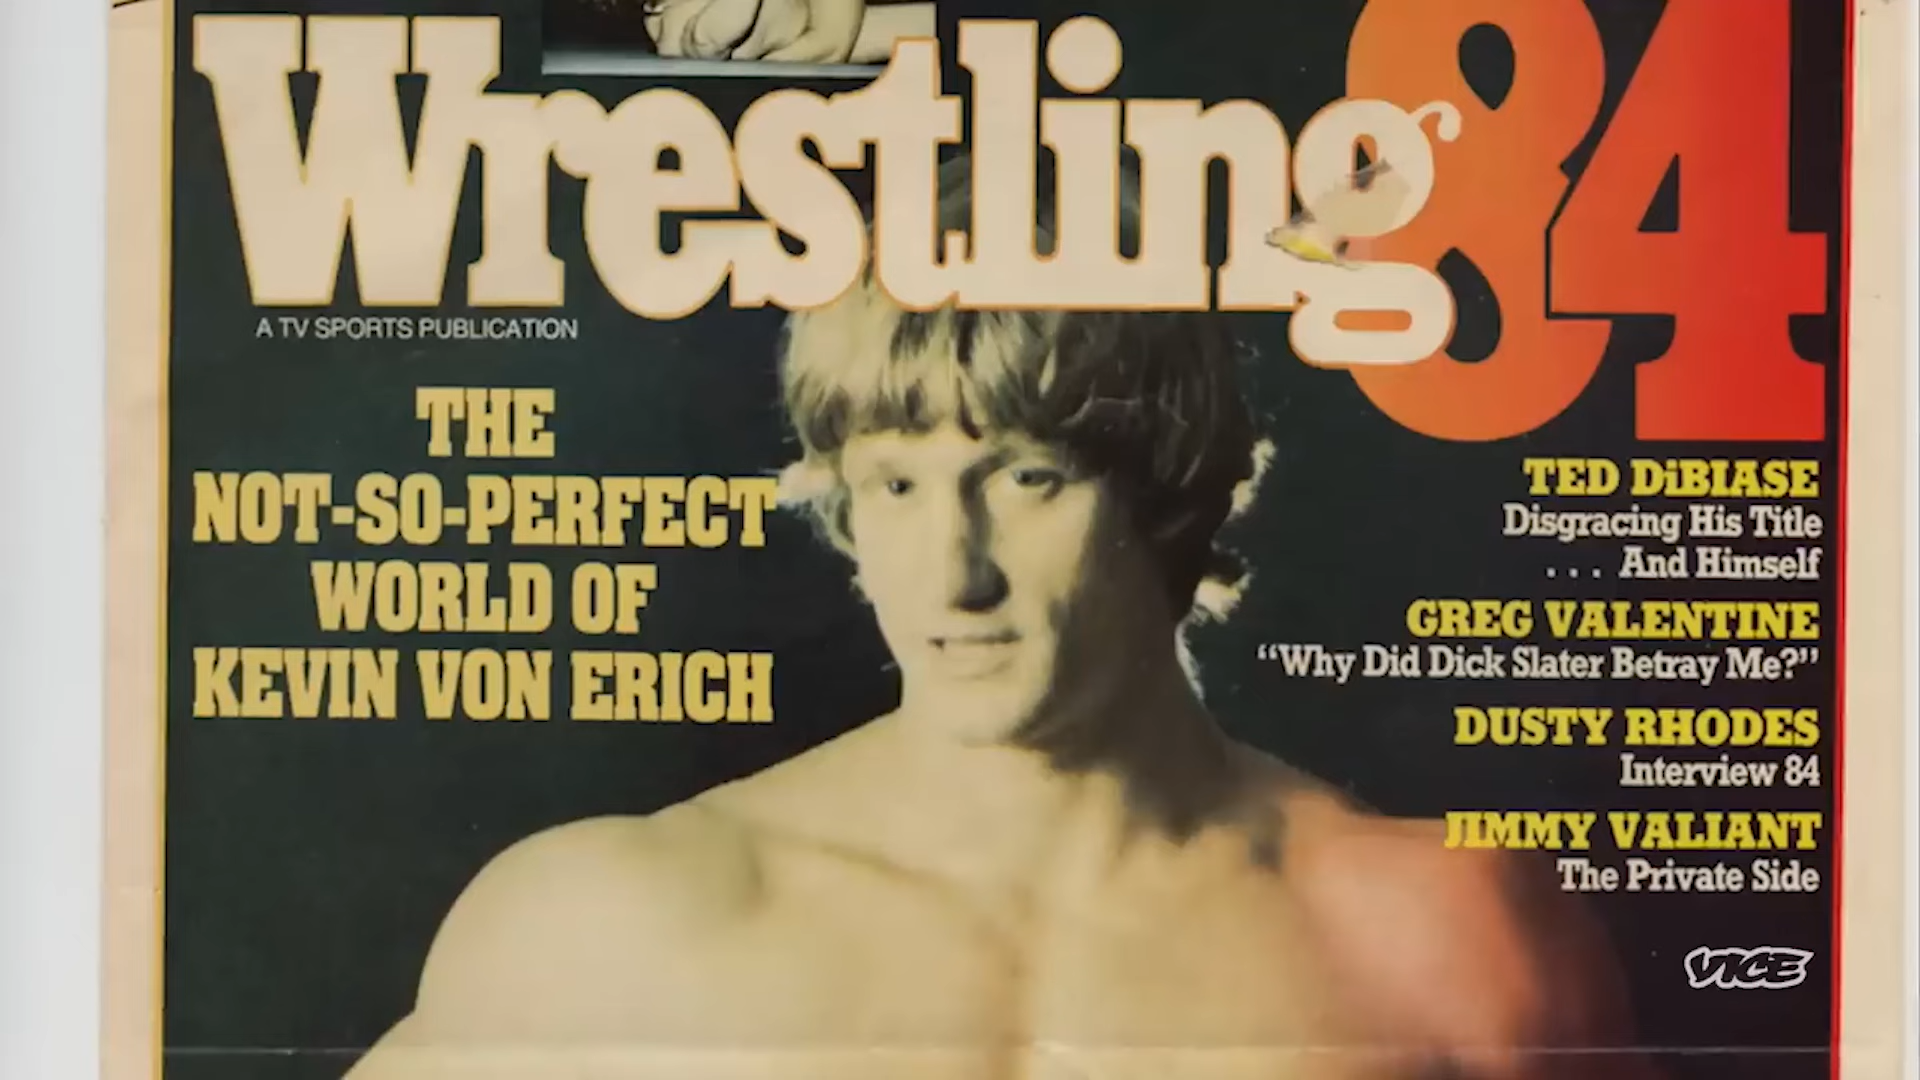 Wrestling 84
A TV SPORTS PUBLICATION
THE
NOT-SO-PERFECT
WORLD OF
KEVIN VON ERICH
TED DiBIASE
Disgracing His Title
. . . And Himself
GREG VALENTINE
“Why Did Dick Slater Betray Me?”
DUSTY RHODES
Interview 84
JIMMY VALIANT
The Private Side
VICE